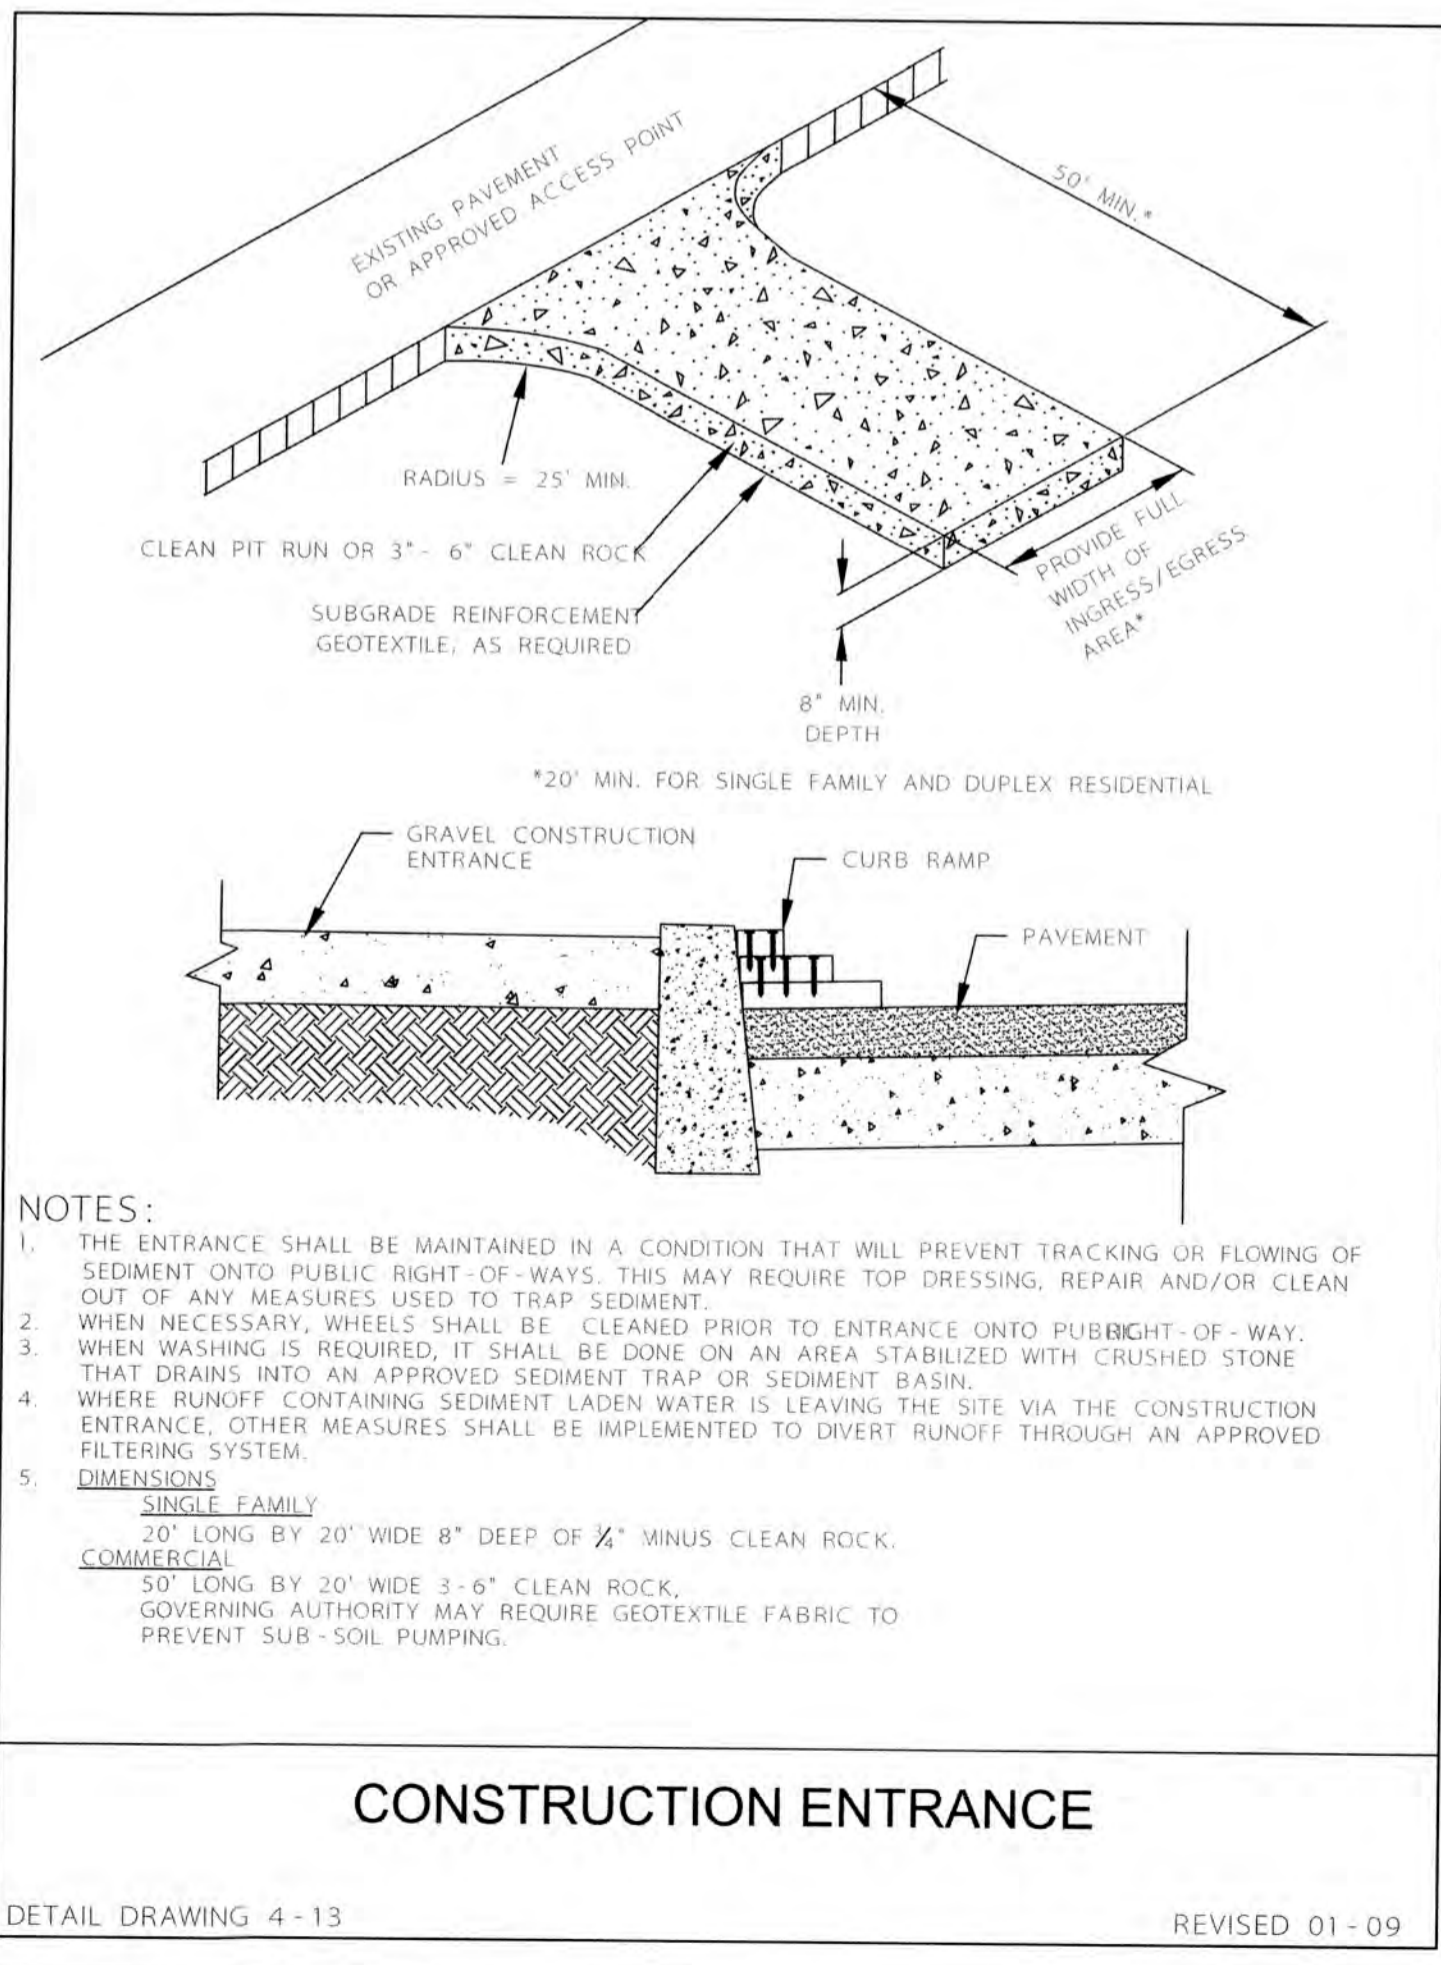 EXISTING PAVEMENT
OR APPROVED ACCESS POINT
50' MIN.*
RADIUS = 25' MIN.
CLEAN PIT RUN OR 3"- 6" CLEAN ROCK
SUBGRADE REINFORCEMENT
GEOTEXTILE, AS REQUIRED
PROVIDE FULL
WIDTH OF
INGRESS/EGRESS
AREA*
8" MIN.
DEPTH
*20' MIN. FOR SINGLE FAMILY AND DUPLEX RESIDENTIAL
GRAVEL CONSTRUCTION
ENTRANCE
CURB RAMP
PAVEMENT
NOTES:
1. THE ENTRANCE SHALL BE MAINTAINED IN A CONDITION THAT WILL PREVENT TRACKING OR FLOWING OF
SEDIMENT ONTO PUBLIC RIGHT-OF-WAYS. THIS MAY REQUIRE TOP DRESSING, REPAIR AND/OR CLEAN
OUT OF ANY MEASURES USED TO TRAP SEDIMENT.
2. WHEN NECESSARY, WHEELS SHALL BE CLEANED PRIOR TO ENTRANCE ONTO RIGHT-OF-WAY.
3. WHEN WASHING IS REQUIRED, IT SHALL BE DONE ON AN AREA STABILIZED WITH CRUSHED STONE
THAT DRAINS INTO AN APPROVED SEDIMENT TRAP OR SEDIMENT BASIN.
4. WHERE RUNOFF CONTAINING SEDIMENT LADEN WATER IS LEAVING THE SITE VIA THE CONSTRUCTION
ENTRANCE, OTHER MEASURES SHALL BE IMPLEMENTED TO DIVERT RUNOFF THROUGH AN APPROVED
FILTERING SYSTEM.
5. DIMENSIONS
SINGLE FAMILY
20' LONG BY 20' WIDE 8" DEEP OF ¾" MINUS CLEAN ROCK.
COMMERCIAL
50' LONG BY 20' WIDE 3-6" CLEAN ROCK,
GOVERNING AUTHORITY MAY REQUIRE GEOTEXTILE FABRIC TO
PREVENT SUB-SOIL PUMPING.
CONSTRUCTION ENTRANCE
DETAIL DRAWING 4-13
REVISED 01-09